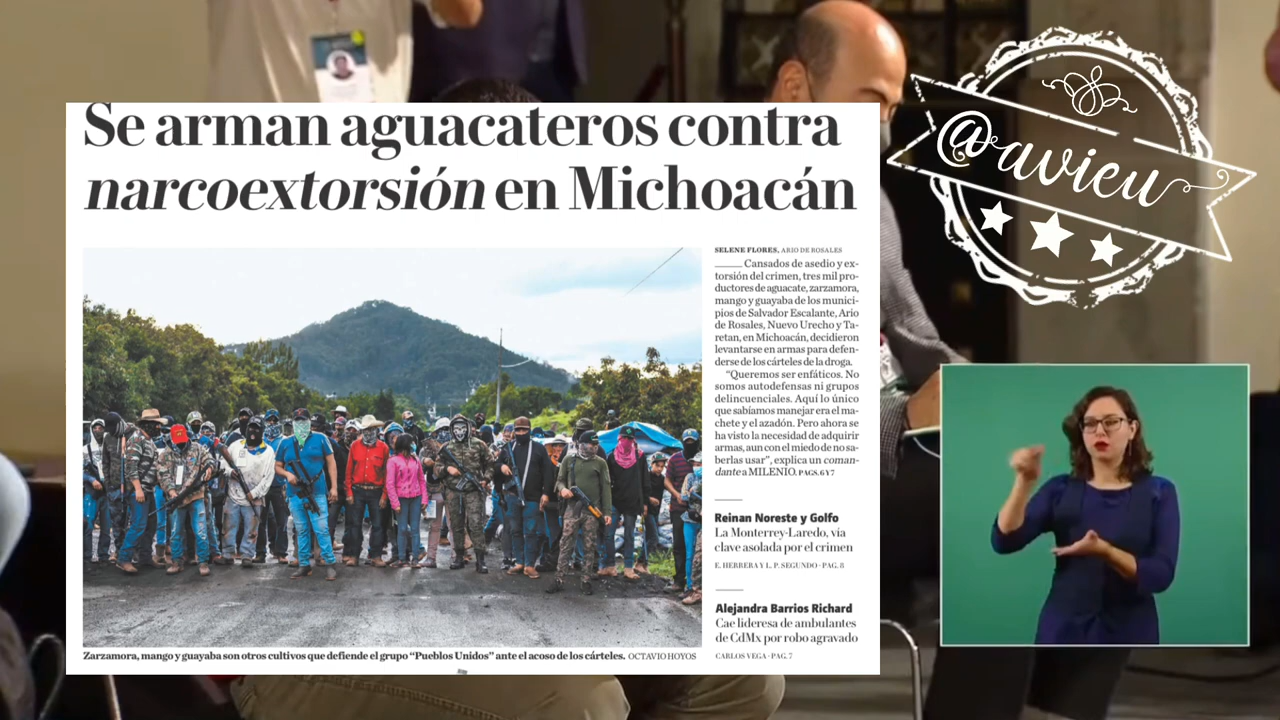 Se arman aguacateros contra
narcoextorsión en Michoacán
SELENE FLORES, ARIO DE ROSALES
Cansados de asedio y ex-
torsión del crimen, tres mil pro-
ductores de aguacate, zarzamora,
mango y guayaba de los munici-
pios de Salvador Escalante, Ario
de Rosales, Nuevo Urecho y Ta-
retan, en Michoacán, decidieron
levantarse en armas para defen-
derse de los cárteles de la droga.
“Queremos ser enfáticos. No
somos autodefensas ni grupos
delincuenciales. Aquí lo único
que sabíamos manejar era el ma-
chete y el azadón. Pero ahora se
ha visto la necesidad de adquirir
armas, aun con el miedo de no sa-
berlas usar”, explica un coman-
dante a MILENIO. PAGS. 6 Y 7
Reinan Noreste y Golfo
La Monterrey-Laredo, vía
clave asolada por el crimen
E. HERRERA Y L. P. SEGUNDO - PAG. 8
Alejandra Barrios Richard
Cae lideresa de ambulantes
de CdMx por robo agravado
CARLOS VEGA - PAG. 7
Zarzamora, mango y guayaba son otros cultivos que defiende el grupo “Pueblos Unidos” ante el acoso de los cárteles. OCTAVIO HOYOS
@avieu